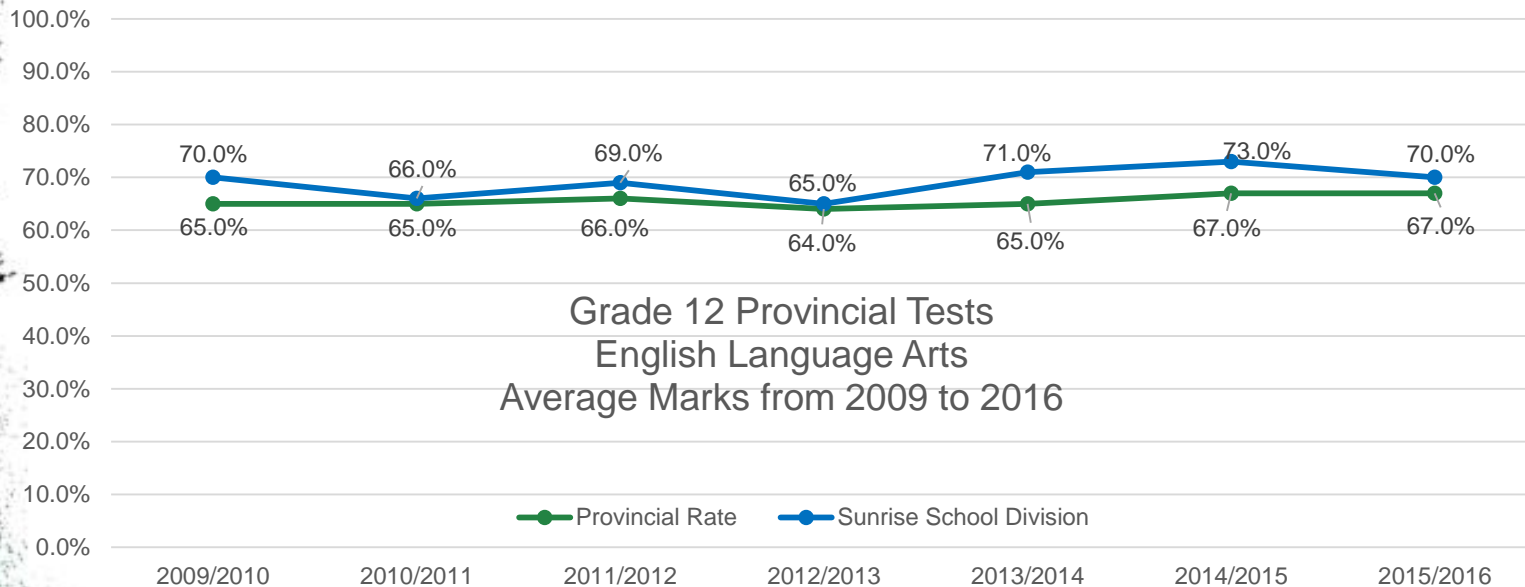 100.0%
90.0%
80.0%
70.0% 66.0% 69.0% 65.0% 71.0% 73.0% 70.0%
70.0%
65.0% 65.0% 66.0% 64.0% 65.0% 67.0% 67.0%
60.0%
50.0%
Grade 12 Provincial Tests
40.0%
English Language Arts
30.0%
Average Marks from 2009 to 2016
20.0%
10.0%
Provincial Rate Sunrise School Division
0.0%
2009/2010 2010/2011 2011/2012 2012/2013 2013/2014 2014/2015 2015/2016